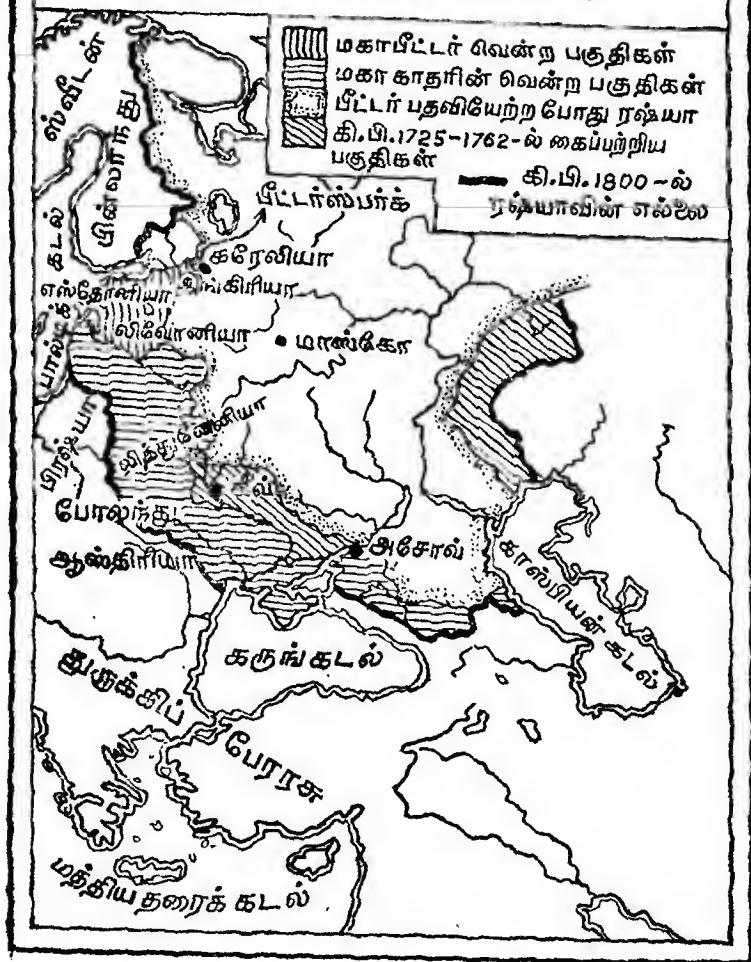 மகாபீட்டர் வென்ற பகுதிகள்
மகா காதரின் வென்ற பகுதிகள்
பீட்டர் பதவியேற்ற போது ரஷ்யா
கி.பி.1725-1762-ல் கைப்பற்றிய
பகுதிகள்
கி.பி.1800-ல்
ரஷ்யாவின் எல்லை
ஸ்வீடன்
பின்லாந்து
பீட்டர்ஸ்பர்க்
கரேலியா
இங்கிரியா
கடல்
எஸ்தோனியா
லிவோனியா
மாஸ்கோ
பிரஷ்யா
போலந்து
ஆஸ்திரியா
அசோவ்
காஸ்பியன் கடல்
கருங்கடல்
துருக்கிப்
பேரரசு
மத்திய தரைக் கடல்